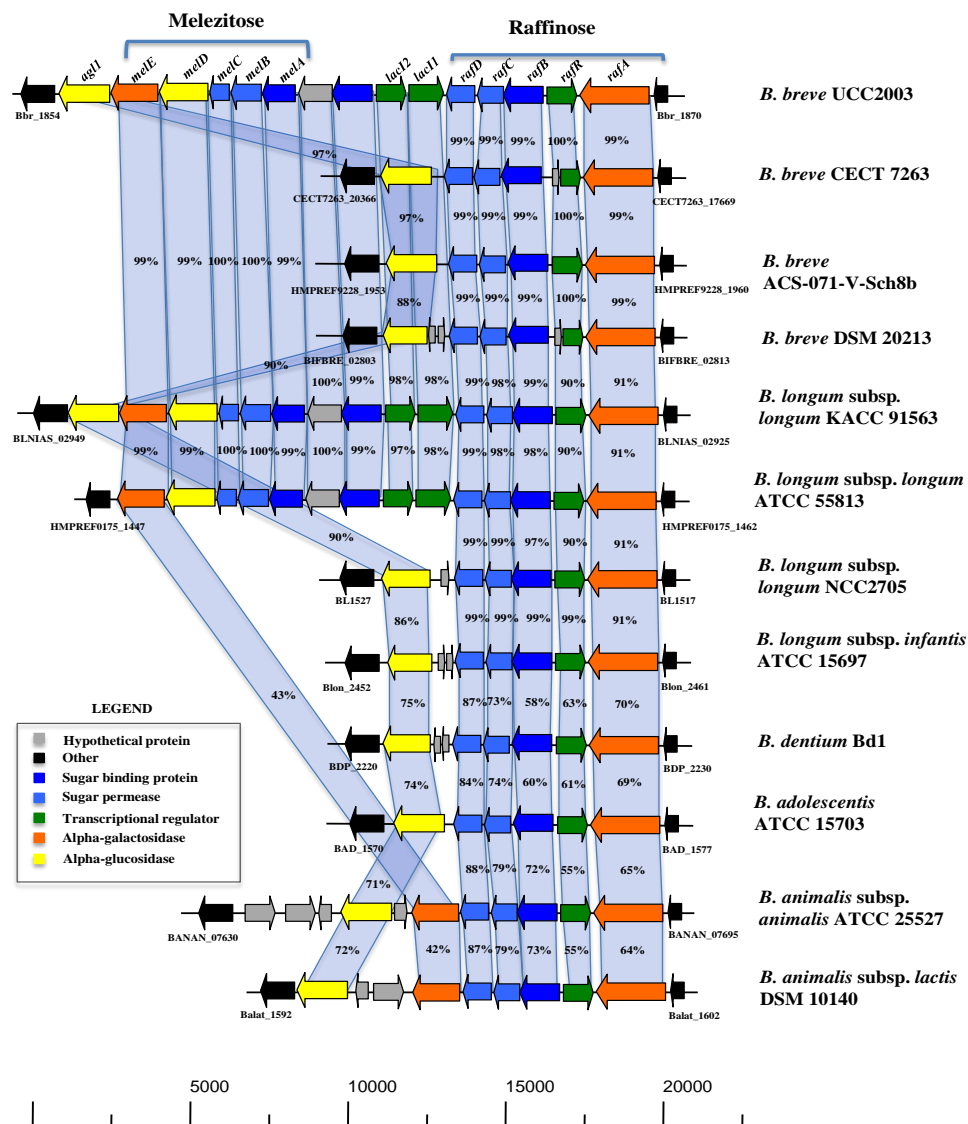 Melezitose
Raffinose
agl1 melE melD melC melB melA lacI2 lacI1 rafD rafC rafB rafR rafA
B. breve UCC2003
Bbr_1854
Bbr_1870
99% 99% 99% 100% 99%
97%
B. breve CECT 7263
CECT7263_20366
CECT7263_17669
97% 99% 99% 99% 100% 99%
99% 99% 100% 100% 99%
B. breve
ACS-071-V-Sch8b
HMPREF9228_1953
HMPREF9228_1960
88% 99% 99% 99% 100% 99%
B. breve DSM 20213
BIFBRE_02803
BIFBRE_02813
90%
100% 99% 98% 98% 99% 98% 99% 90% 91%
B. longum subsp.
longum KACC 91563
BLNIAS_02949
BLNIAS_02925
99% 99% 100% 100% 99% 100% 99% 97% 98% 99% 98% 98% 90% 91%
B. longum subsp. longum
ATCC 55813
HMPREF0175_1447
HMPREF0175_1462
90% 99% 99% 97% 90% 91%
B. longum subsp.
longum NCC2705
BL1527
BL1517
86% 99% 99% 99% 99% 91%
B. longum subsp. infantis
ATCC 15697
Blon_2452
Blon_2461
43%
75% 87% 73% 58% 63% 70%
B. dentium Bd1
BDP_2220
BDP_2230
74% 84% 74% 60% 61% 69%
B. adolescentis
ATCC 15703
BAD_1570
BAD_1577
71% 88% 79% 72% 55% 65%
B. animalis subsp.
animalis ATCC 25527
BANAN_07630
BANAN_07695
72% 42% 87% 79% 73% 55% 64%
B. animalis subsp. lactis
DSM 10140
Balat_1592
Balat_1602
LEGEND
Hypothetical protein
Other
Sugar binding protein
Sugar permease
Transcriptional regulator
Alpha-galactosidase
Alpha-glucosidase
5000 10000 15000 20000